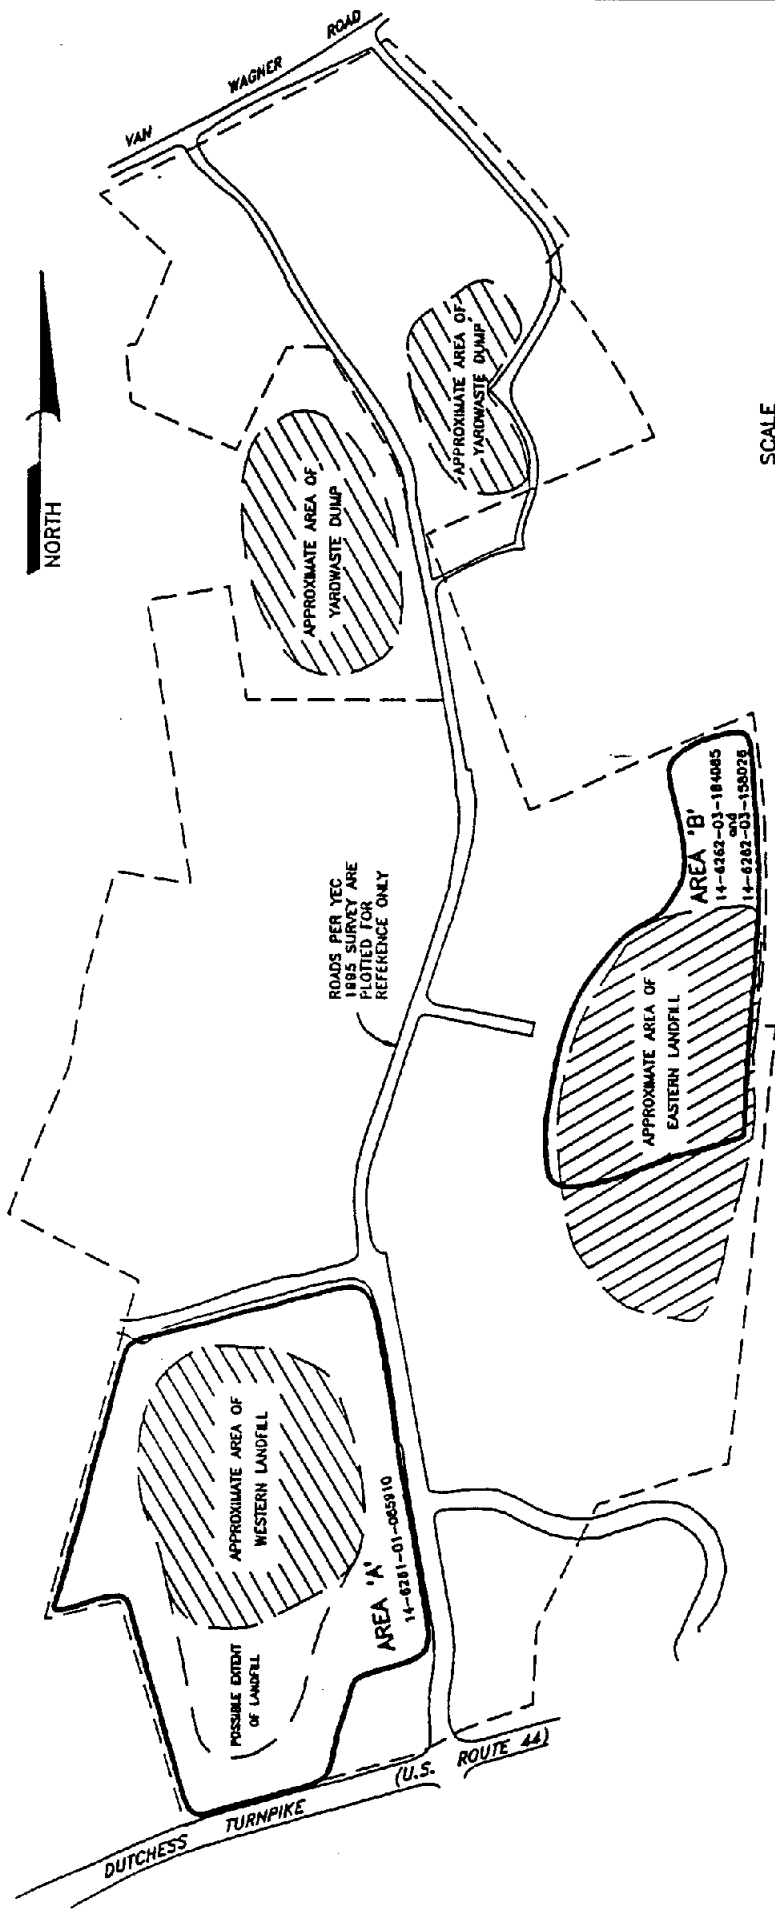 VAN WAGNER ROAD
NORTH
APPROXIMATE AREA OF
YARDWASTE DUMP
APPROXIMATE AREA OF
YARDWASTE DUMP
SCALE
ROADS PER YEC
1995 SURVEY ARE
PLOTTED FOR
REFERENCE ONLY
AREA 'B'
14-6262-03-184085
and
14-6262-03-158026
APPROXIMATE AREA OF
EASTERN LANDFILL
APPROXIMATE AREA OF
WESTERN LANDFILL
AREA 'A'
14-6261-01-065910
POSSIBLE EXTENT
OF LANDFILL
DUTCHESS TURNPIKE (U.S. ROUTE 44)